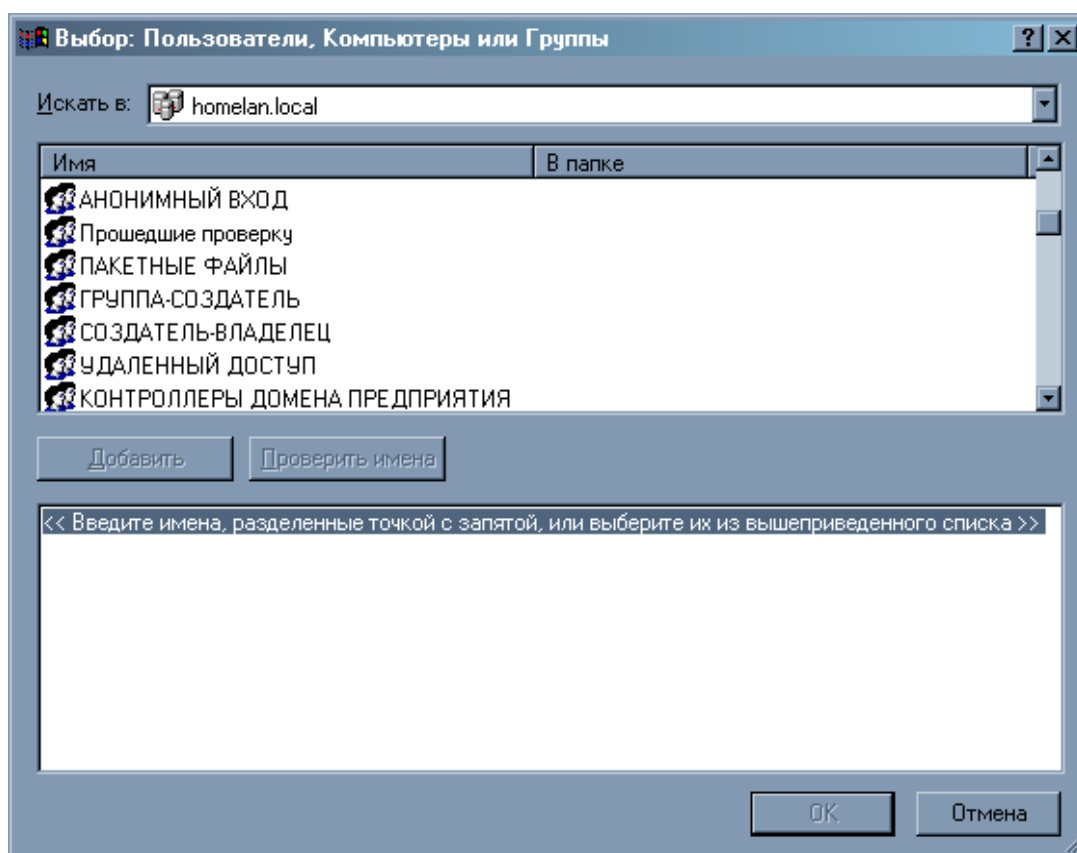 Выбор: Пользователи, Компьютеры или Группы
Искать в: homelan.local
Имя В папке
АНОНИМНЫЙ ВХОД
Прошедшие проверку
ПАКЕТНЫЕ ФАЙЛЫ
ГРУППА-СОЗДАТЕЛЬ
СОЗДАТЕЛЬ-ВЛАДЕЛЕЦ
УДАЛЕННЫЙ ДОСТУП
КОНТРОЛЛЕРЫ ДОМЕНА ПРЕДПРИЯТИЯ
Добавить Проверить имена
<< Введите имена, разделенные точкой с запятой, или выберите их из вышеприведенного списка >>
OK Отмена